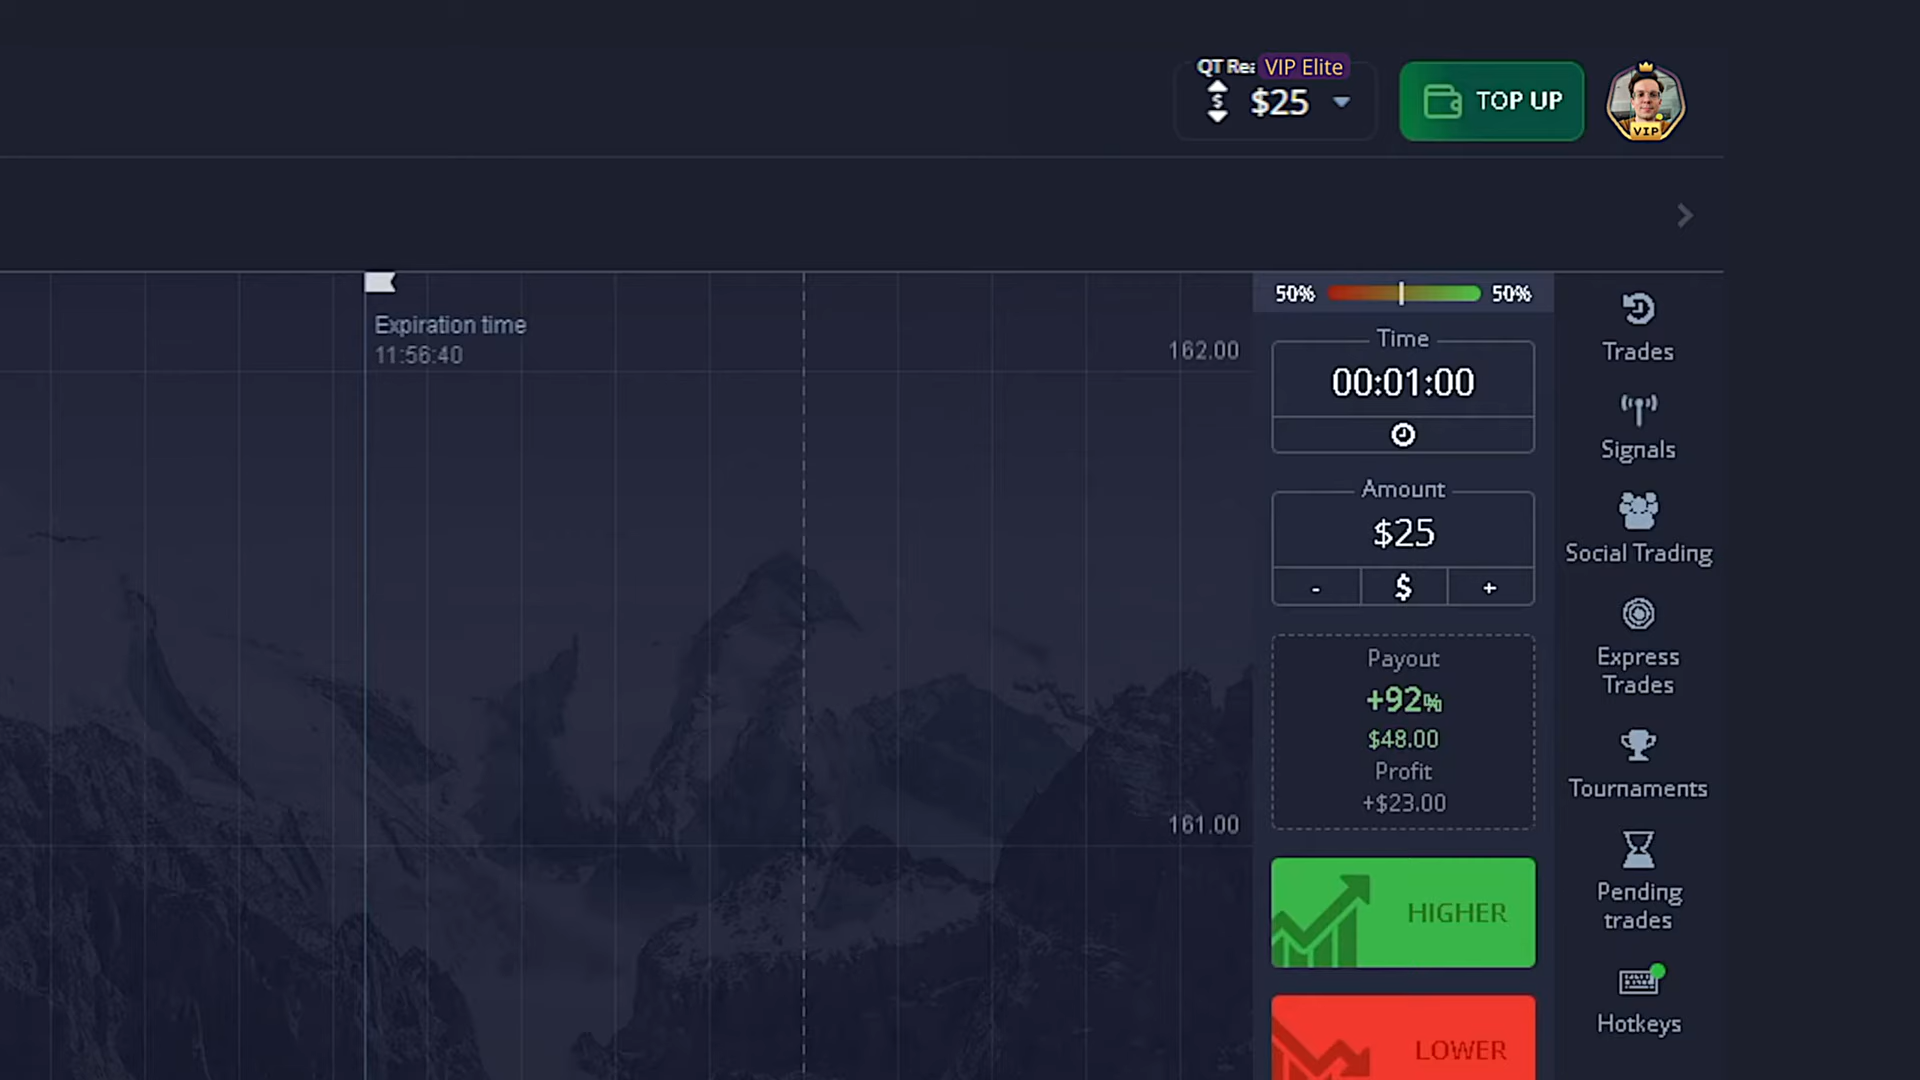 QT Rea VIP Elite
$25
TOP UP
VIP
50% 50%
Expiration time
11:56:40
162.00
Time
00:01:00
Amount
$25
- $ +
Payout
+92%
$48.00
Profit
+$23.00
161.00
HIGHER
LOWER
Trades
Signals
Social Trading
Express
Trades
Tournaments
Pending
trades
Hotkeys